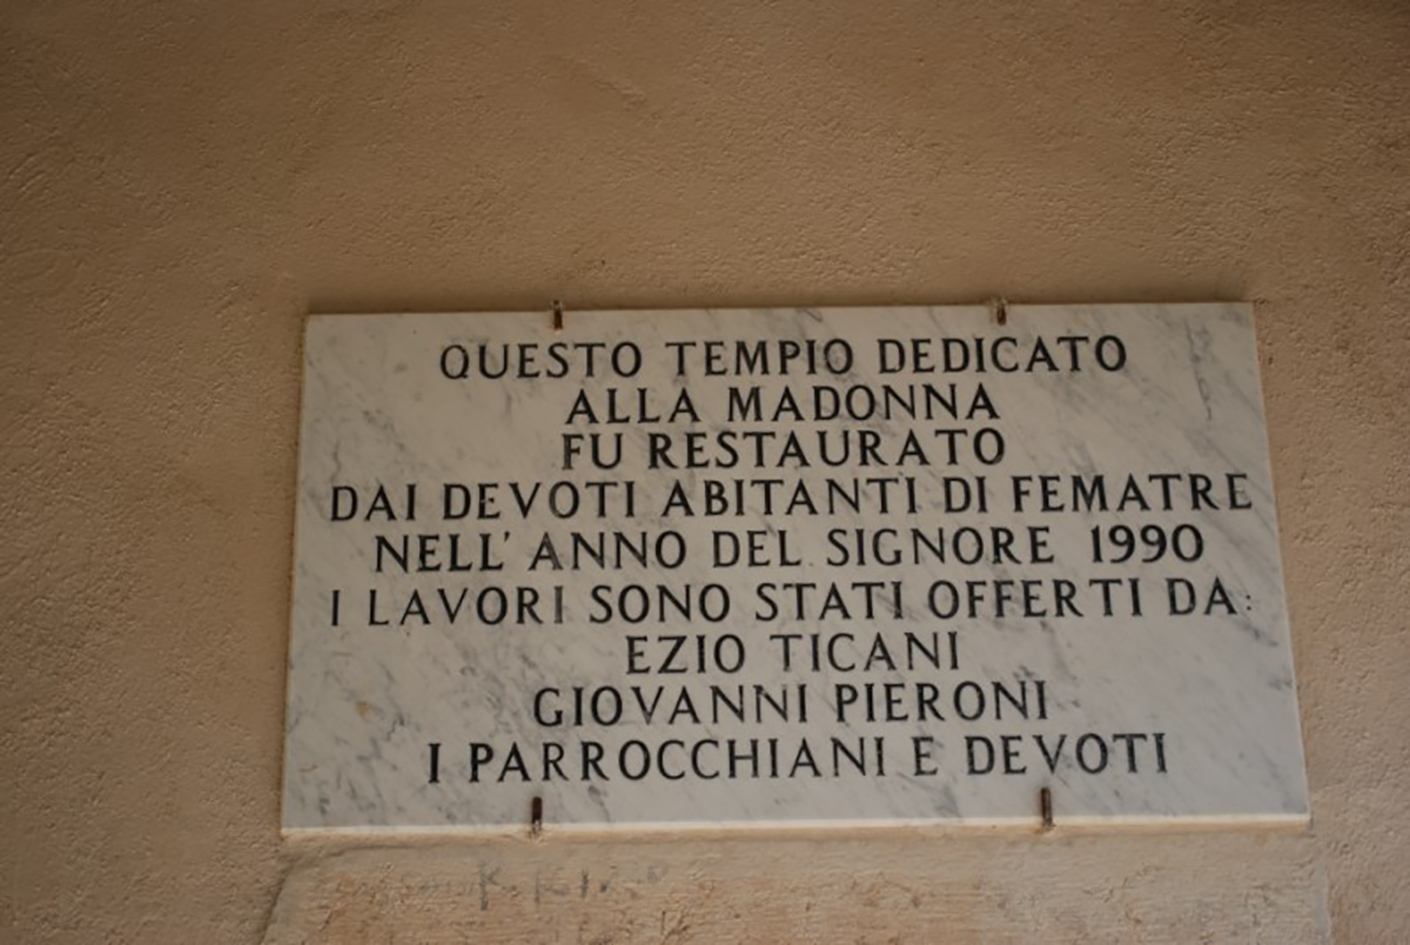 QUESTO TEMPIO DEDICATO
ALLA MADONNA
FU RESTAURATO
DAI DEVOTI ABITANTI DI FEMATRE
NELL' ANNO DEL SIGNORE 1990
I LAVORI SONO STATI OFFERTI DA:
EZIO TICANI
GIOVANNI PIERONI
I PARROCCHIANI E DEVOTI